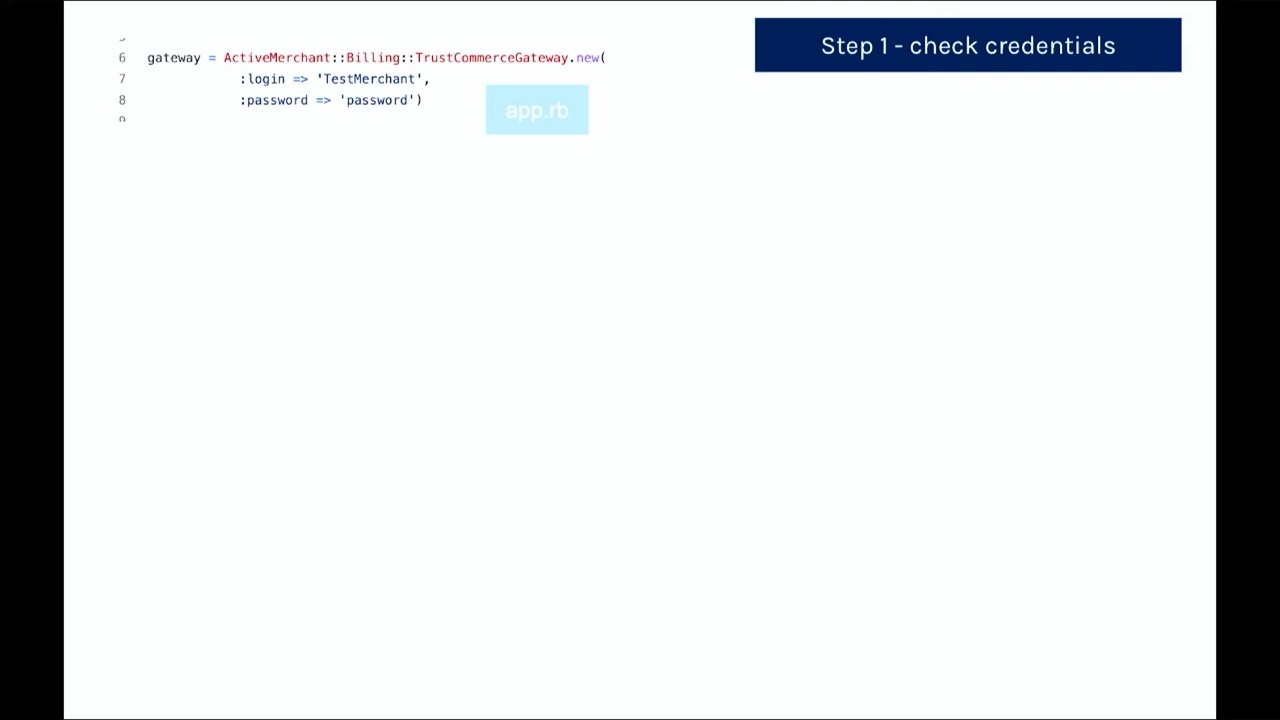 Step 1 - check credentials
6 gateway = ActiveMerchant::Billing::TrustCommerceGateway.new(
7 :login => 'TestMerchant',
8 :password => 'password')
app.rb